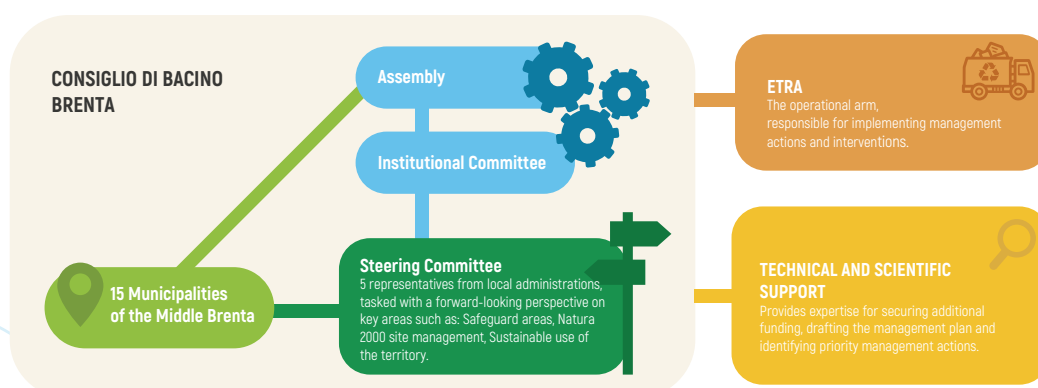 CONSIGLIO DI BACINO
BRENTA
Assembly
Institutional Committee
15 Municipalities
of the Middle Brenta
Steering Committee
5 representatives from local administrations,
tasked with a forward-looking perspective on
key areas such as: Safeguard areas, Natura
2000 site management, Sustainable use of
the territory.
ETRA
The operational arm,
responsible for implementing management
actions and interventions.
TECHNICAL AND SCIENTIFIC
SUPPORT
Provides expertise for securing additional
funding, drafting the management plan and
identifying priority management actions.